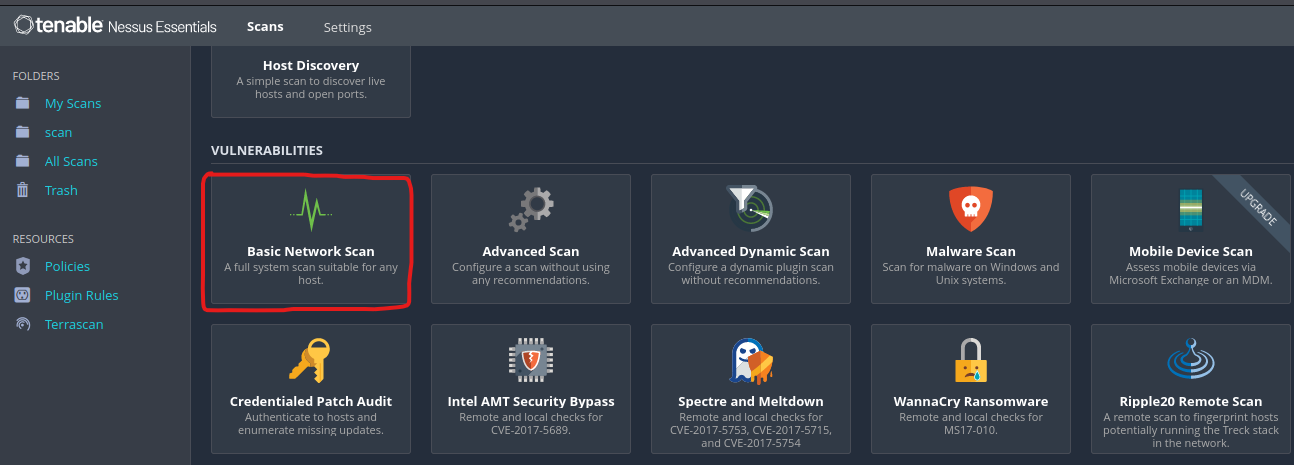 tenable Nessus Essentials
Scans
Settings
FOLDERS
My Scans
scan
All Scans
Trash
RESOURCES
Policies
Plugin Rules
Terrascan
Host Discovery
A simple scan to discover live
hosts and open ports.
VULNERABILITIES
Basic Network Scan
A full system scan suitable for any
host.
Advanced Scan
Configure a scan without using
any recommendations.
Advanced Dynamic Scan
Configure a dynamic plugin scan
without recommendations.
Malware Scan
Scan for malware on Windows and
Unix systems.
UPGRADE
Mobile Device Scan
Assess mobile devices via
Microsoft Exchange or an MDM.
Credentialed Patch Audit
Authenticate to hosts and
enumerate missing updates.
Intel AMT Security Bypass
Remote and local checks for
CVE-2017-5689.
Spectre and Meltdown
Remote and local checks for
CVE-2017-5753, CVE-2017-5715,
and CVE-2017-5754
WannaCry Ransomware
Remote and local checks for
MS17-010.
Ripple20 Remote Scan
A remote scan to fingerprint hosts
potentially running the Treck stack
in the network.